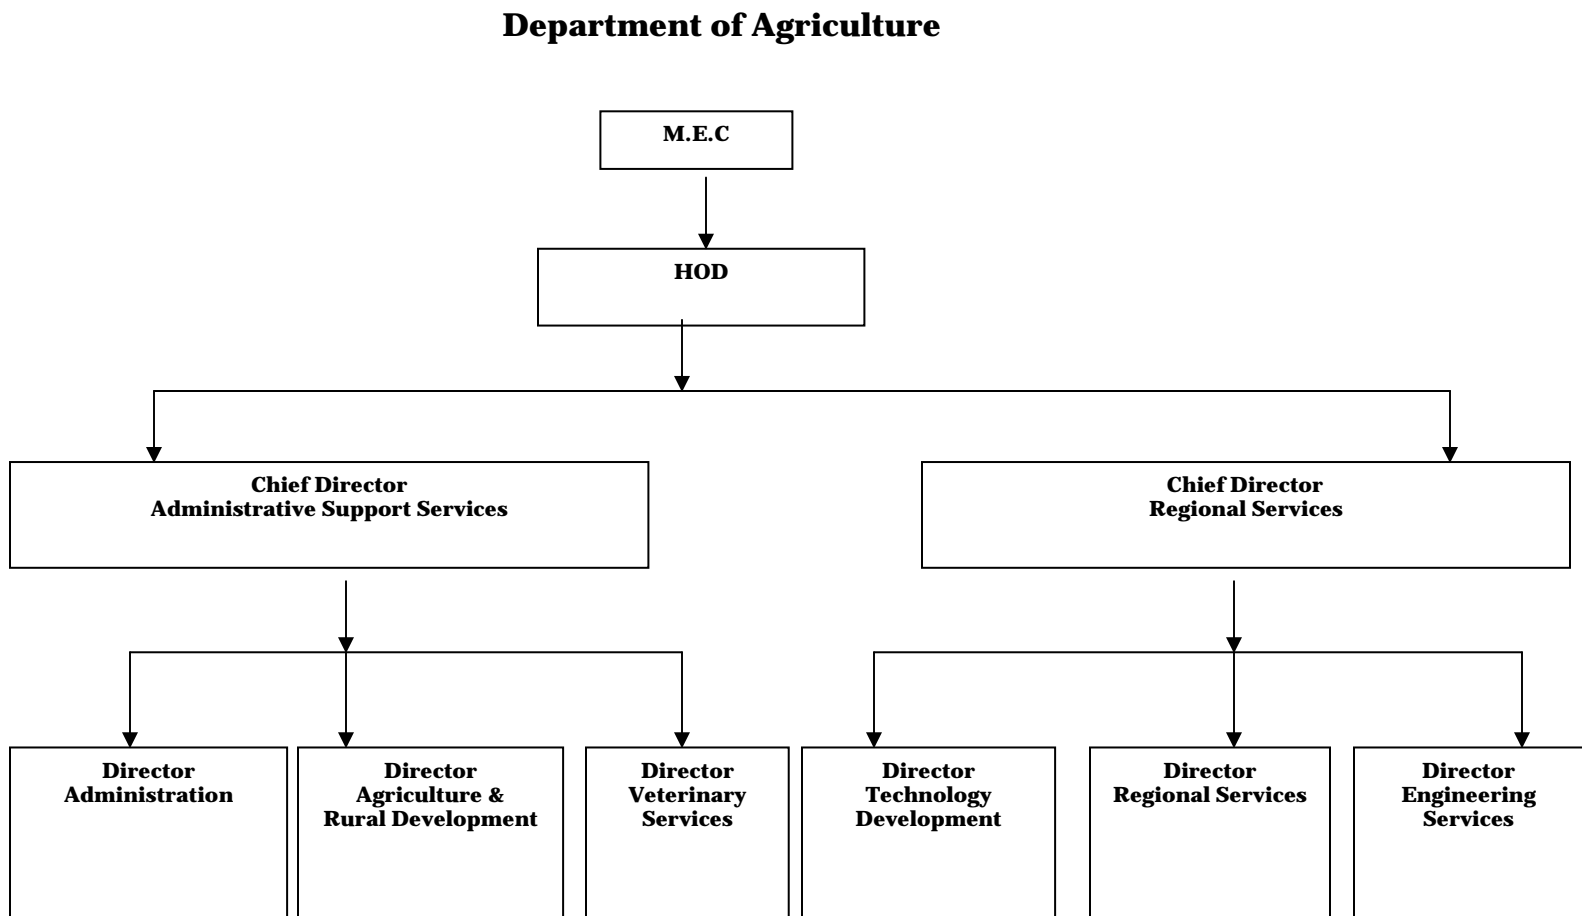 Department of Agriculture
M.E.C
HOD
Chief Director
Administrative Support Services
Chief Director
Regional Services
Director
Administration
Director
Agriculture &
Rural Development
Director
Veterinary
Services
Director
Technology
Development
Director
Regional Services
Director
Engineering
Services